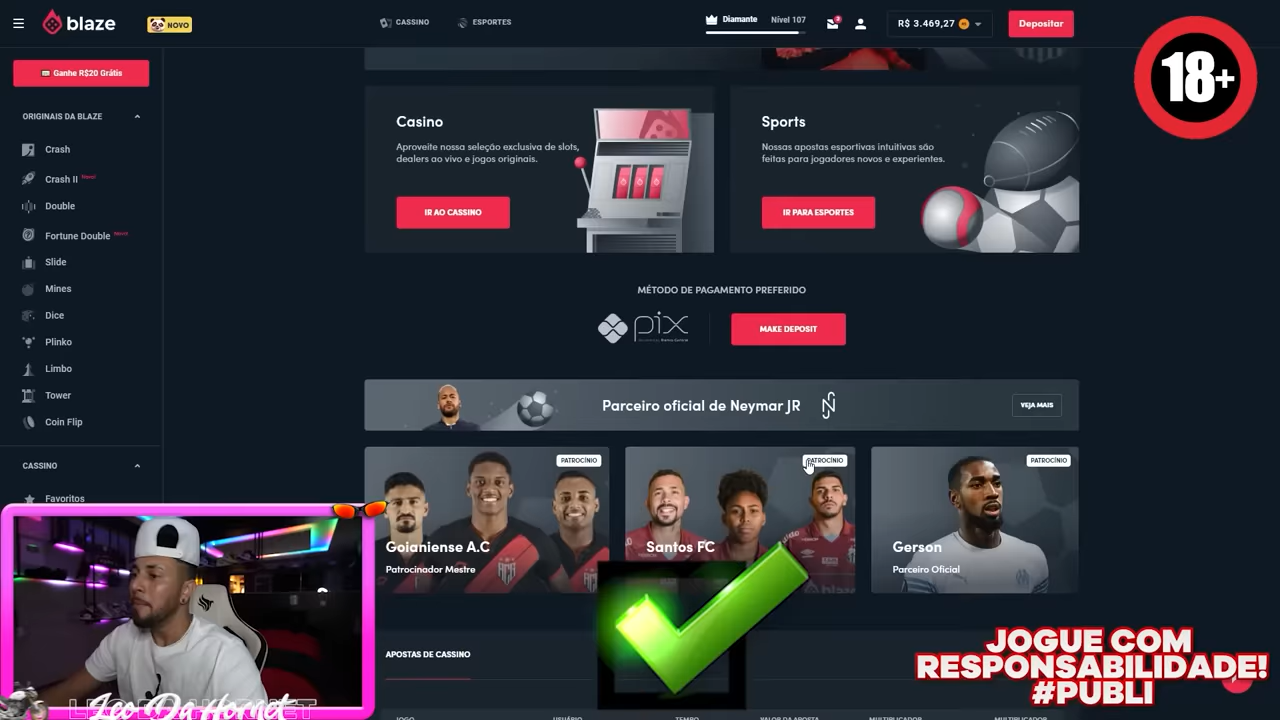 blaze
NOVO
CASSINO
ESPORTES
Diamante
Nível 107
R$ 3.469,27
Depositar
18+
Ganhe R$20 Grátis
ORIGINAIS DA BLAZE
Crash
Crash II
Double
Fortune Double
Slide
Mines
Dice
Plinko
Limbo
Tower
Coin Flip
CASSINO
Favoritos
Casino
Aproveite nossa seleção exclusiva de slots,
dealers ao vivo e jogos originais.
IR AO CASSINO
Sports
Nossas apostas esportivas intuitivas são
feitas para jogadores novos e experientes.
IR PARA ESPORTES
MÉTODO DE PAGAMENTO PREFERIDO
pix
MAKE DEPOSIT
Parceiro oficial de Neymar JR
VEJA MAIS
PATROCÍNIO
Goianiense A.C
Patrocinador Mestre
PATROCÍNIO
Santos FC
PATROCÍNIO
Gerson
Parceiro Oficial
APOSTAS DE CASSINO
JOGUE COM
RESPONSABILIDADE!
#PUBLI
Leo Da Hornet